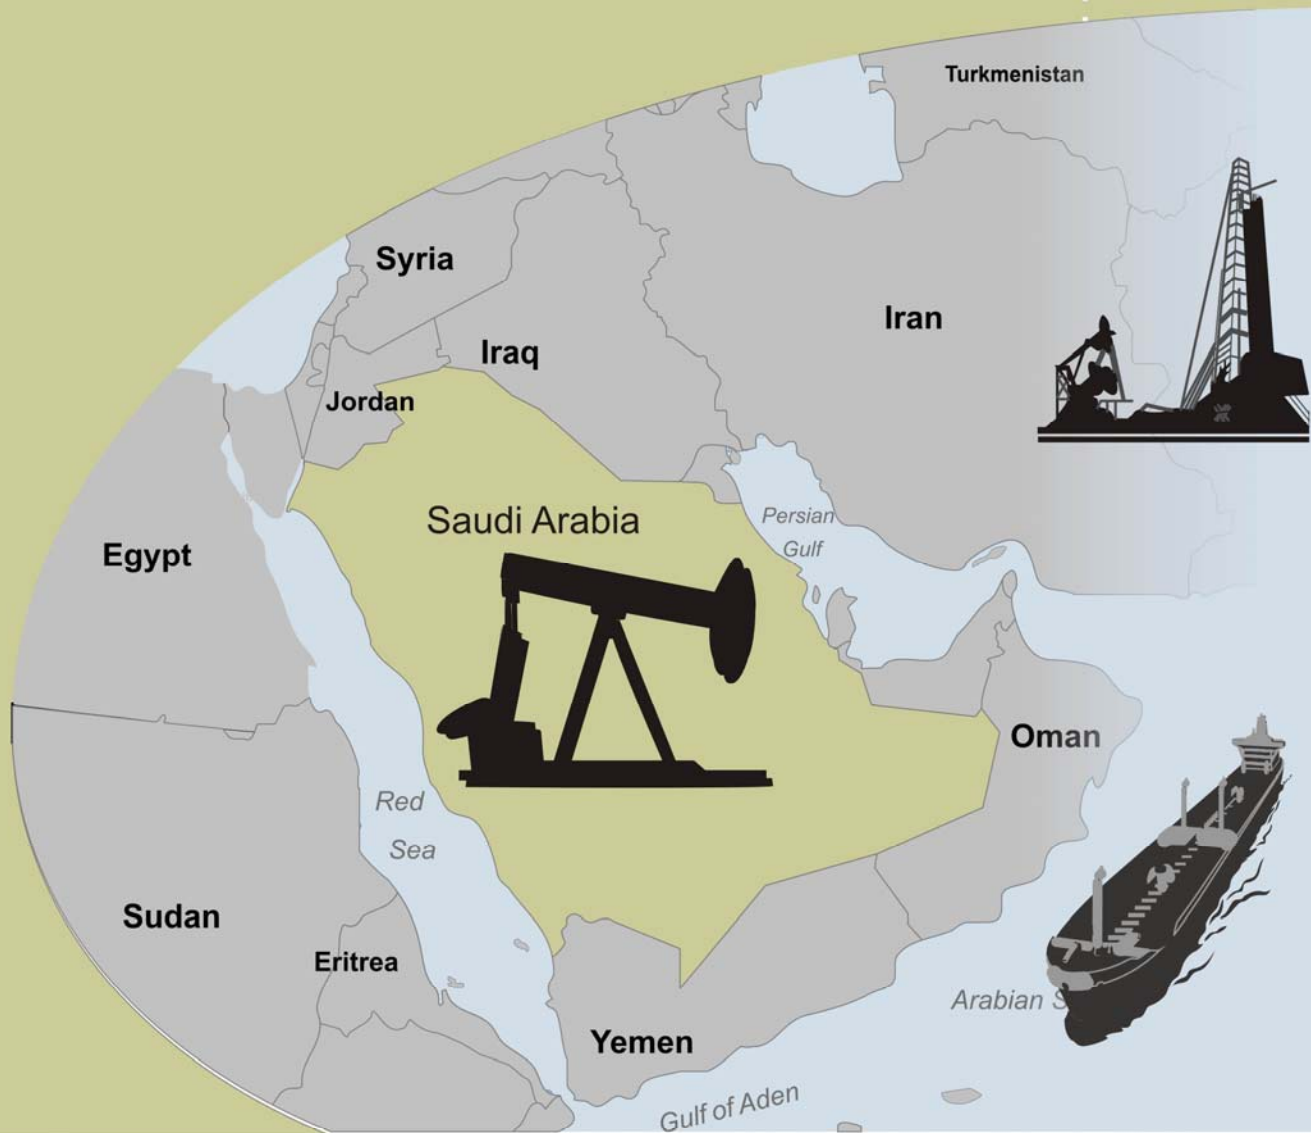 Turkmenistan
Syria
Iran
Iraq
Jordan
Saudi Arabia
Persian
Gulf
Egypt
Oman
Red
Sea
Sudan
Eritrea
Arabian S
Yemen
Gulf of Aden